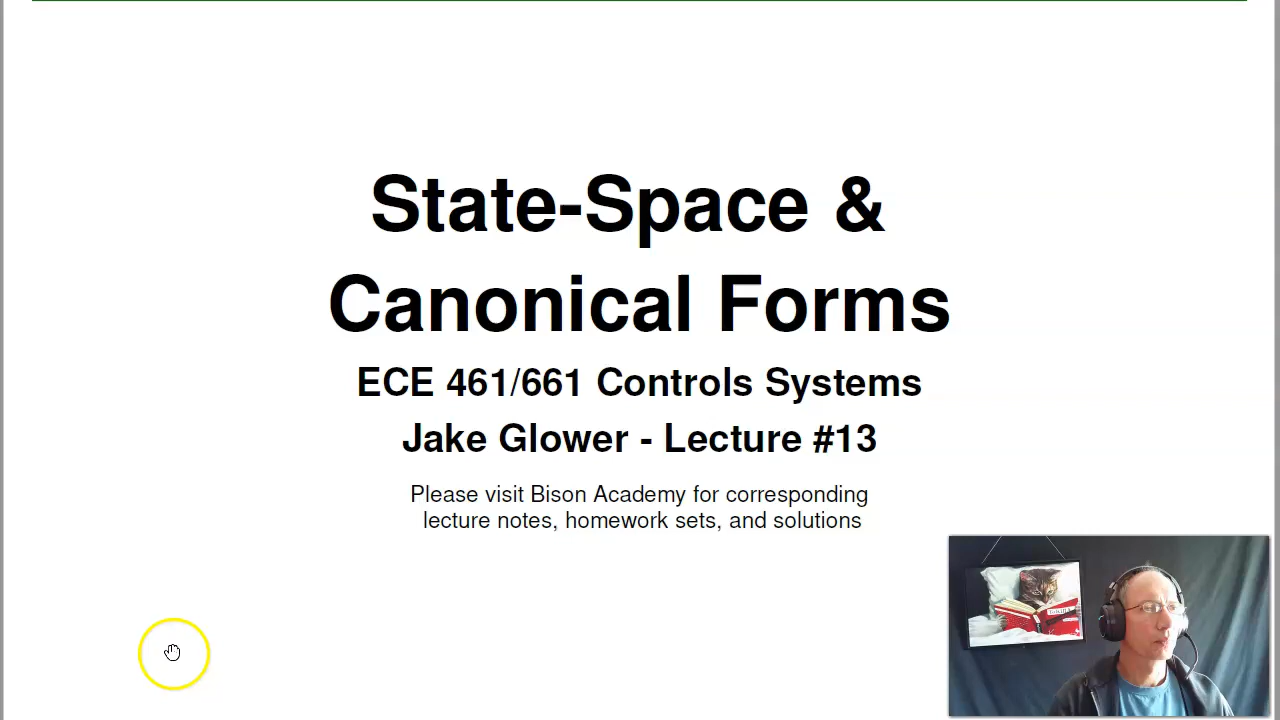 State-Space &
Canonical Forms
ECE 461/661 Controls Systems
Jake Glower - Lecture #13
Please visit Bison Academy for corresponding
lecture notes, homework sets, and solutions